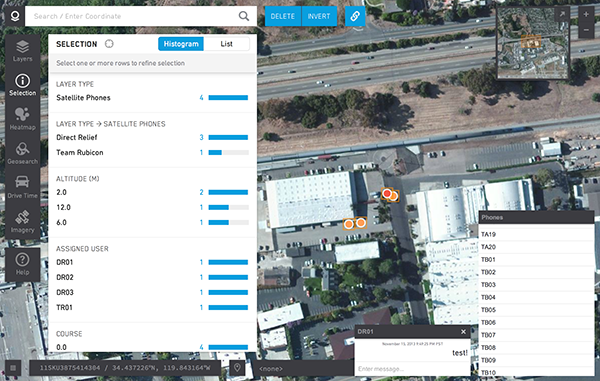 Search / Enter Coordinate
DELETE
INVERT
Layers
Selection
Heatmap
Geosearch
Drive Time
Imagery
Help
SELECTION
Histogram
List
Select one or more rows to refine selection
LAYER TYPE
Satellite Phones 4
LAYER TYPE → SATELLITE PHONES
Direct Relief 3
Team Rubicon 1
ALTITUDE (M)
2.0 2
12.0 1
6.0 1
ASSIGNED USER
DR01 1
DR02 1
DR03 1
TR01 1
COURSE
0.0 4
Phones
TA19
TA20
TB01
TB02
TB03
TB04
TB05
TB06
TB07
TB08
TB09
TB10
DR01
November 13, 2013 9:49:25 PM PST
test!
Enter message...
11SKU3875414384 / 34.437226°N, 119.843164°W
<none>